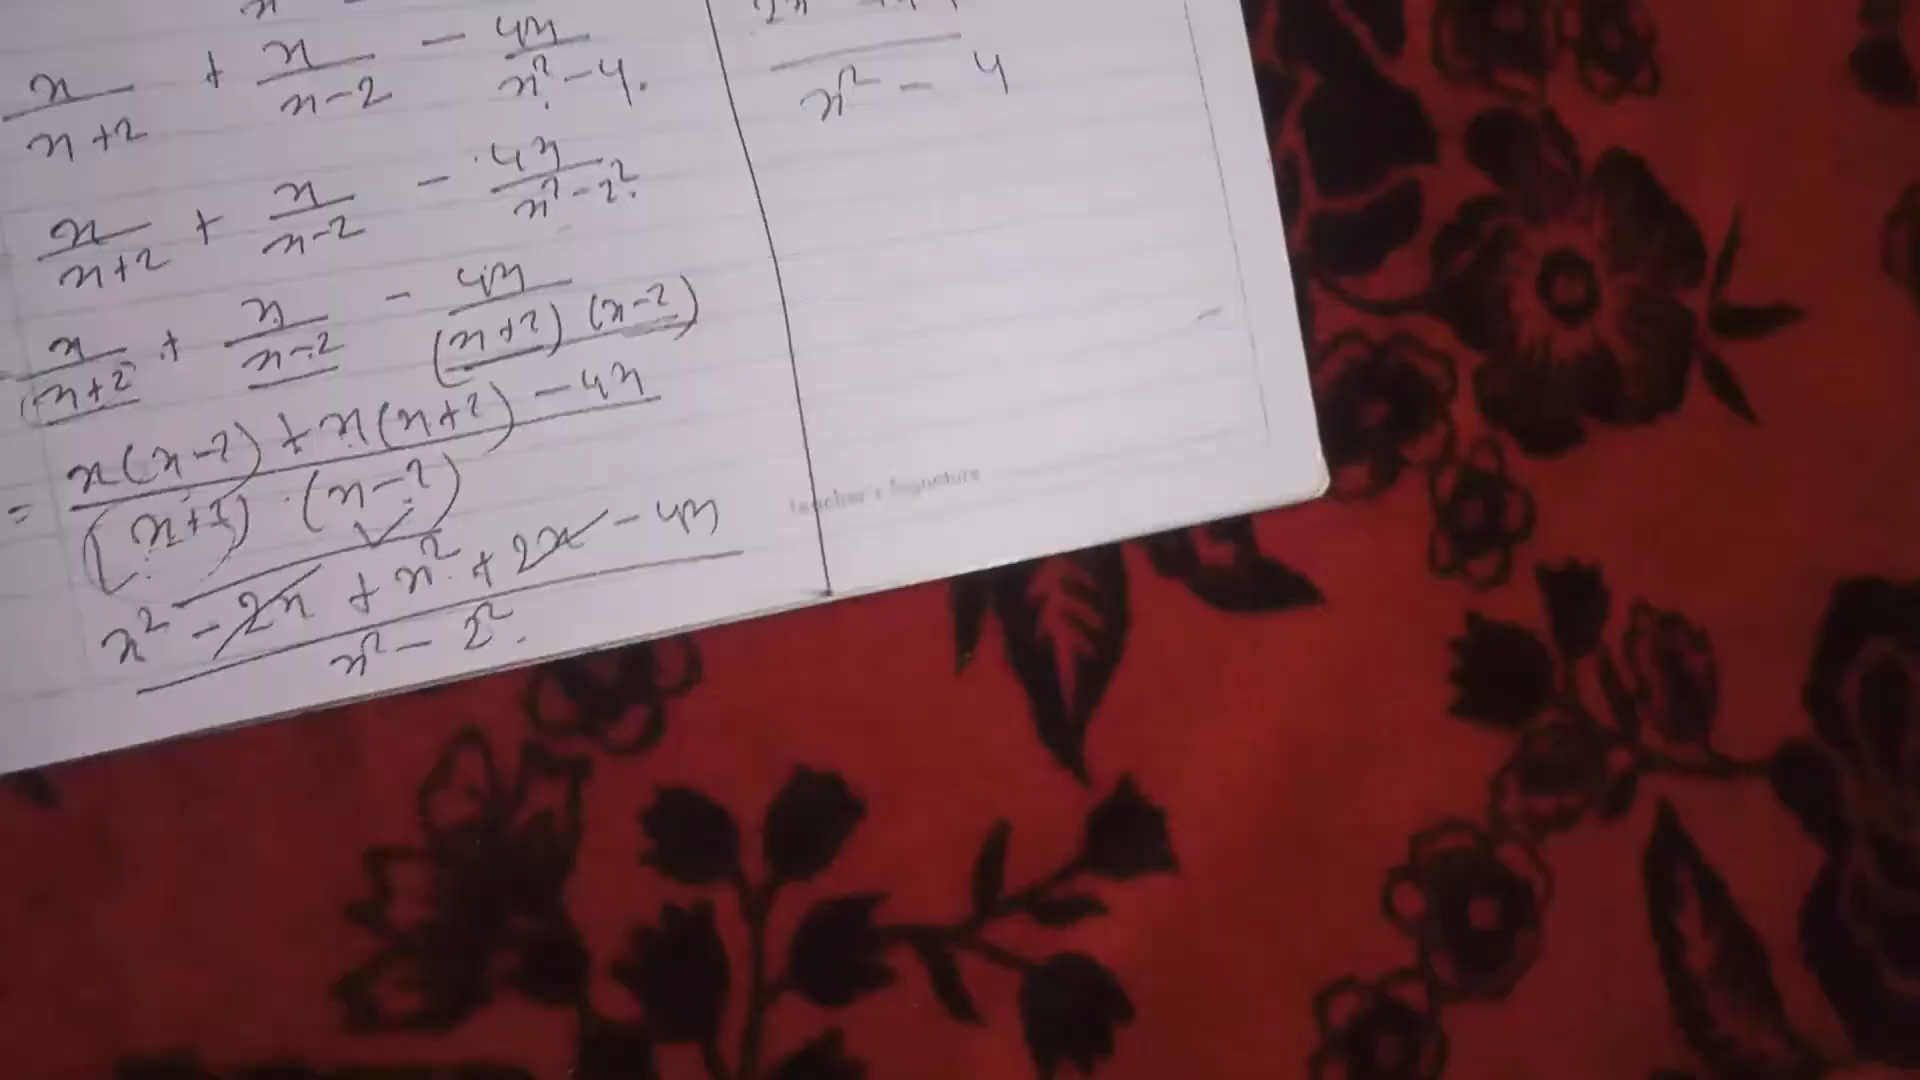 x/(x+2) + x/(x-2) - 4x/(x²-4).
x/(x+2) + x/(x-2) - 4x/(x²-2²)
x/(x+2) + x/(x-2) - 4x/((x+2)(x-2))
= (x(x-2) + x(x+2) - 4x)/((x+2)·(x-2))
(x² - 2x + x² + 2x - 4x)/(x² - 2²)
x² - 4
Teacher's Signature